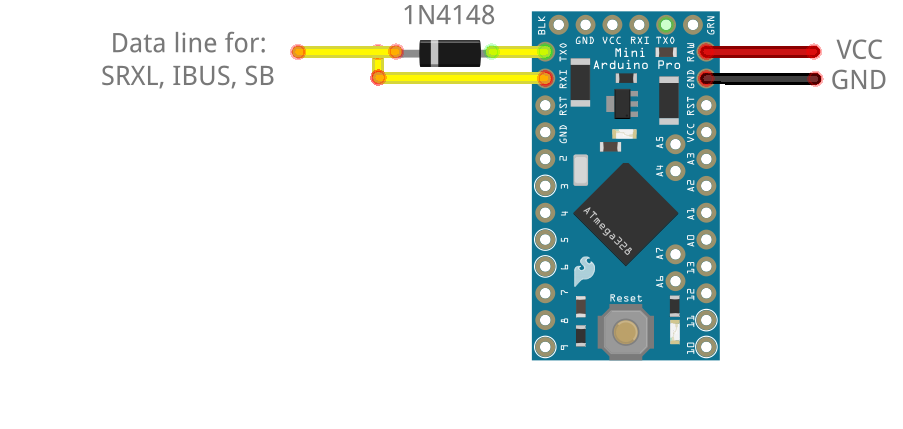 1N4148
Data line for:
SRXL, IBUS, SB
VCC
GND
BLK
GND VCC RXI TXO
GRN
Mini
Arduino Pro
TXO
RXI
RST
GND
2
3
4
5
6
7
8
9
RAW
GND
RST
VCC
A3
A2
A1
A0
13
12
11
10
A5
A4
A7
A6
ATmega328
Reset